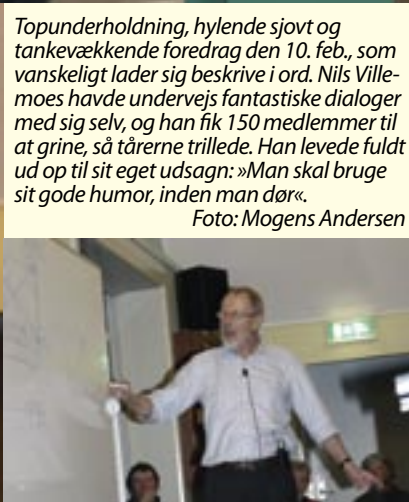 Topunderholdning, hylende sjovt og
tankevækkende foredrag den 10. feb., som
vanskeligt lader sig beskrive i ord. Nils Ville-
moes havde undervejs fantastiske dialoger
med sig selv, og han fik 150 medlemmer til
at grine, så tårerne trillede. Han levede fuldt
ud op til sit eget udsagn: »Man skal bruge
sit gode humor, inden man dør«.
Foto: Mogens Andersen